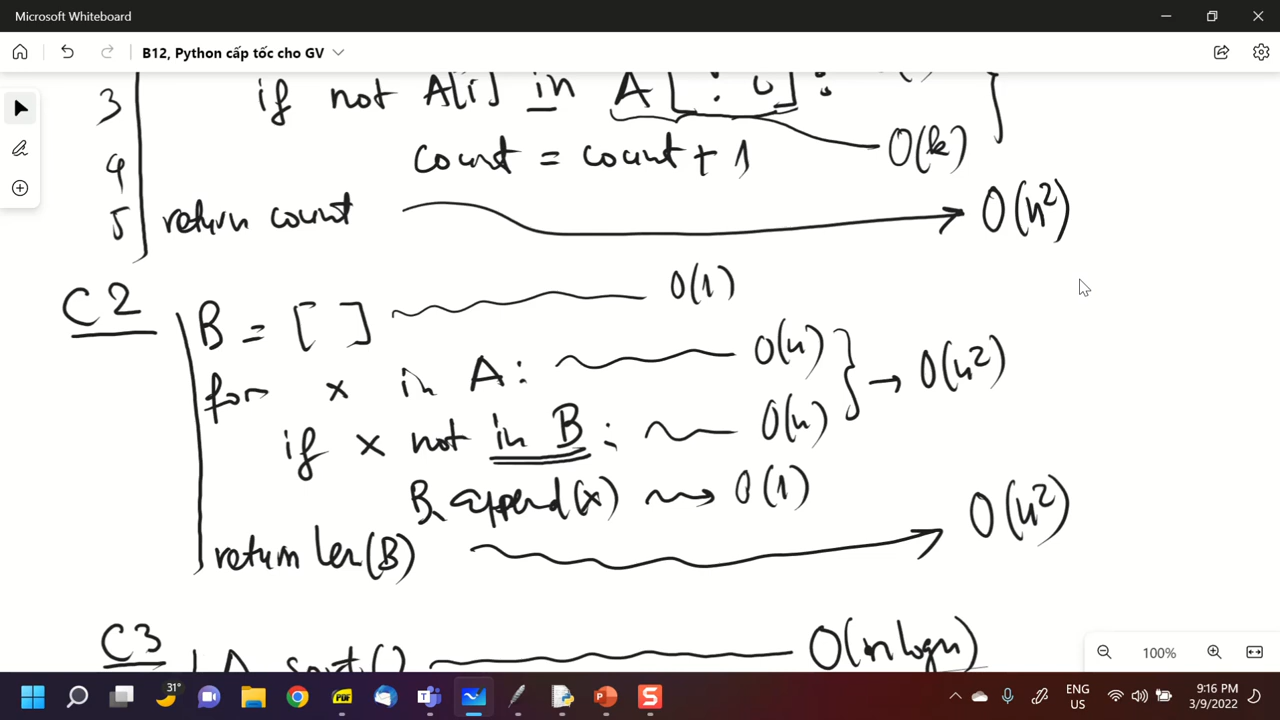 Microsoft Whiteboard
B12, Python cấp tốc cho GV
3 if not A[i] in A[: i]:
O(k)
4 count = count + 1
5 return count O(n²)
C2
B = [ ] O(1)
for x in A: O(n)
→ O(n²)
if x not in B: O(n)
B.append(x) → O(1)
return len(B) O(n²)
C3
A.sort() O(nlogn)
100%
31°
ENG
US
9:16 PM
3/9/2022